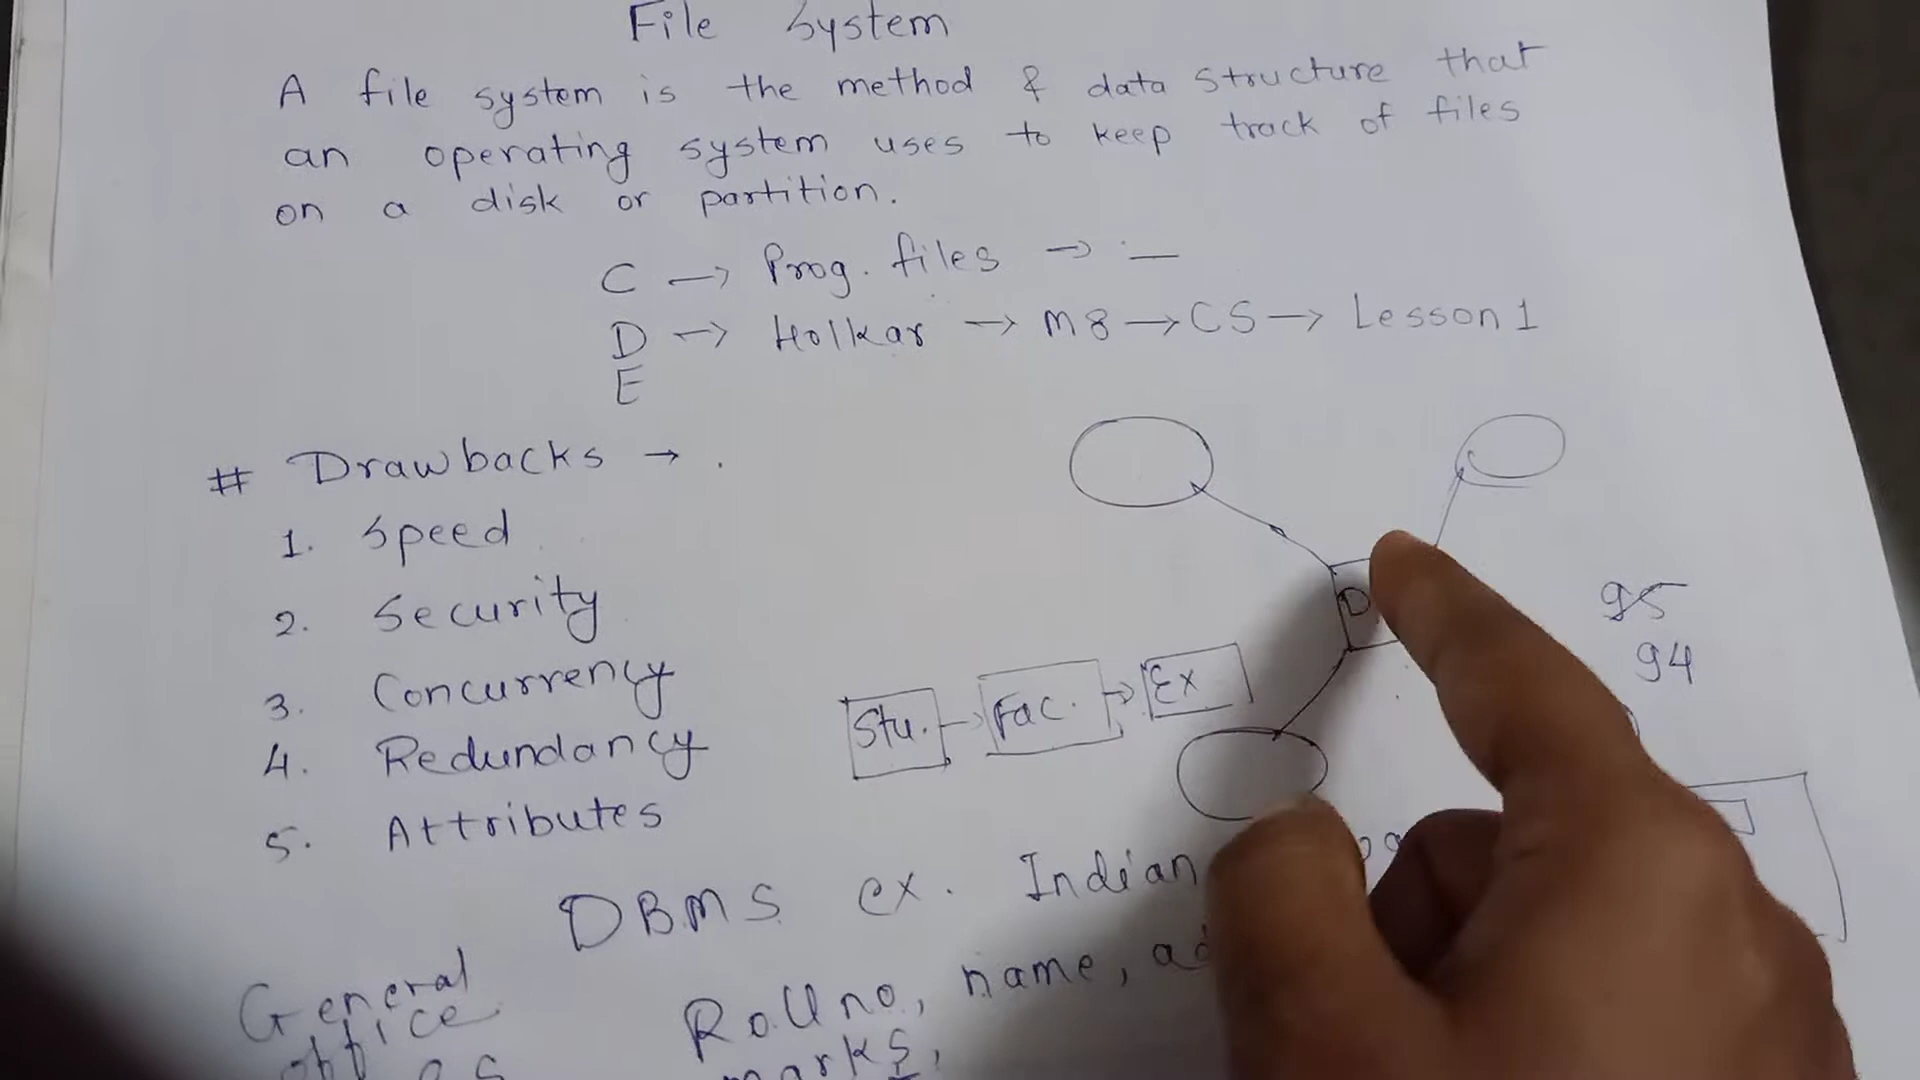 File System
A file system is the method & data structure that
an operating system uses to keep track of files
on a disk or partition.
C → Prog. files → —
D → Holkar → M8 → CS → Lesson 1
E
# Drawbacks → .
1. Speed
2. Security
3. Concurrency
4. Redundancy
5. Attributes
D
95
94
Stu. → Fac. → Ex
DBMS ex. Indian
General
office
Roll no, name,
marks,